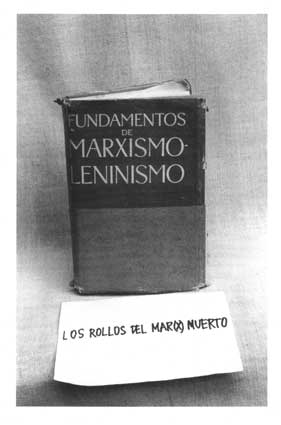 FUNDAMENTOS
DE
MARXISMO-
LENINISMO
LOS ROLLOS DEL MAR(X) MUERTO